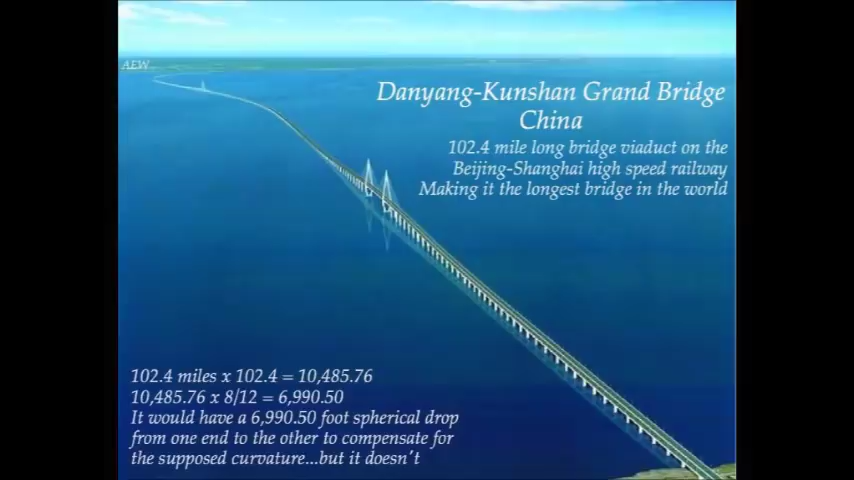 AEW
Danyang-Kunshan Grand Bridge
China
102.4 mile long bridge viaduct on the
Beijing-Shanghai high speed railway
Making it the longest bridge in the world
102.4 miles x 102.4 = 10,485.76
10,485.76 x 8/12 = 6,990.50
It would have a 6,990.50 foot spherical drop
from one end to the other to compensate for
the supposed curvature...but it doesn't